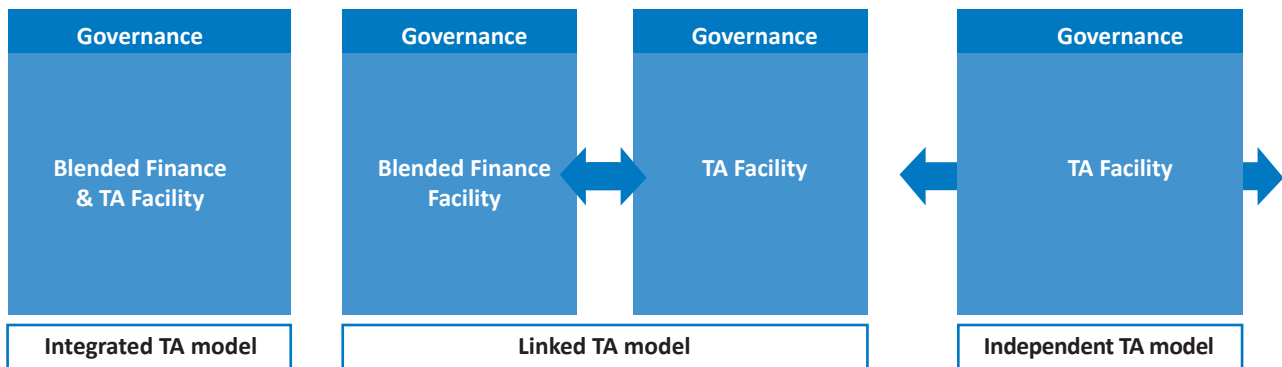 Governance
Governance
Governance
Governance
Blended Finance
& TA Facility
Blended Finance
Facility
TA Facility
TA Facility
Integrated TA model
Linked TA model
Independent TA model